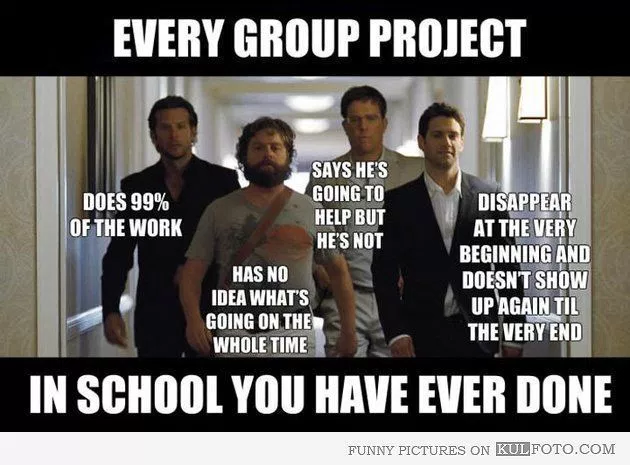 EVERY GROUP PROJECT
DOES 99%
OF THE WORK
HAS NO
IDEA WHAT'S
GOING ON THE
WHOLE TIME
SAYS HE'S
GOING TO
HELP BUT
HE'S NOT
DISAPPEAR
AT THE VERY
BEGINNING AND
DOESN'T SHOW
UP AGAIN TIL
THE VERY END
IN SCHOOL YOU HAVE EVER DONE
FUNNY PICTURES ON KULFOTO.COM